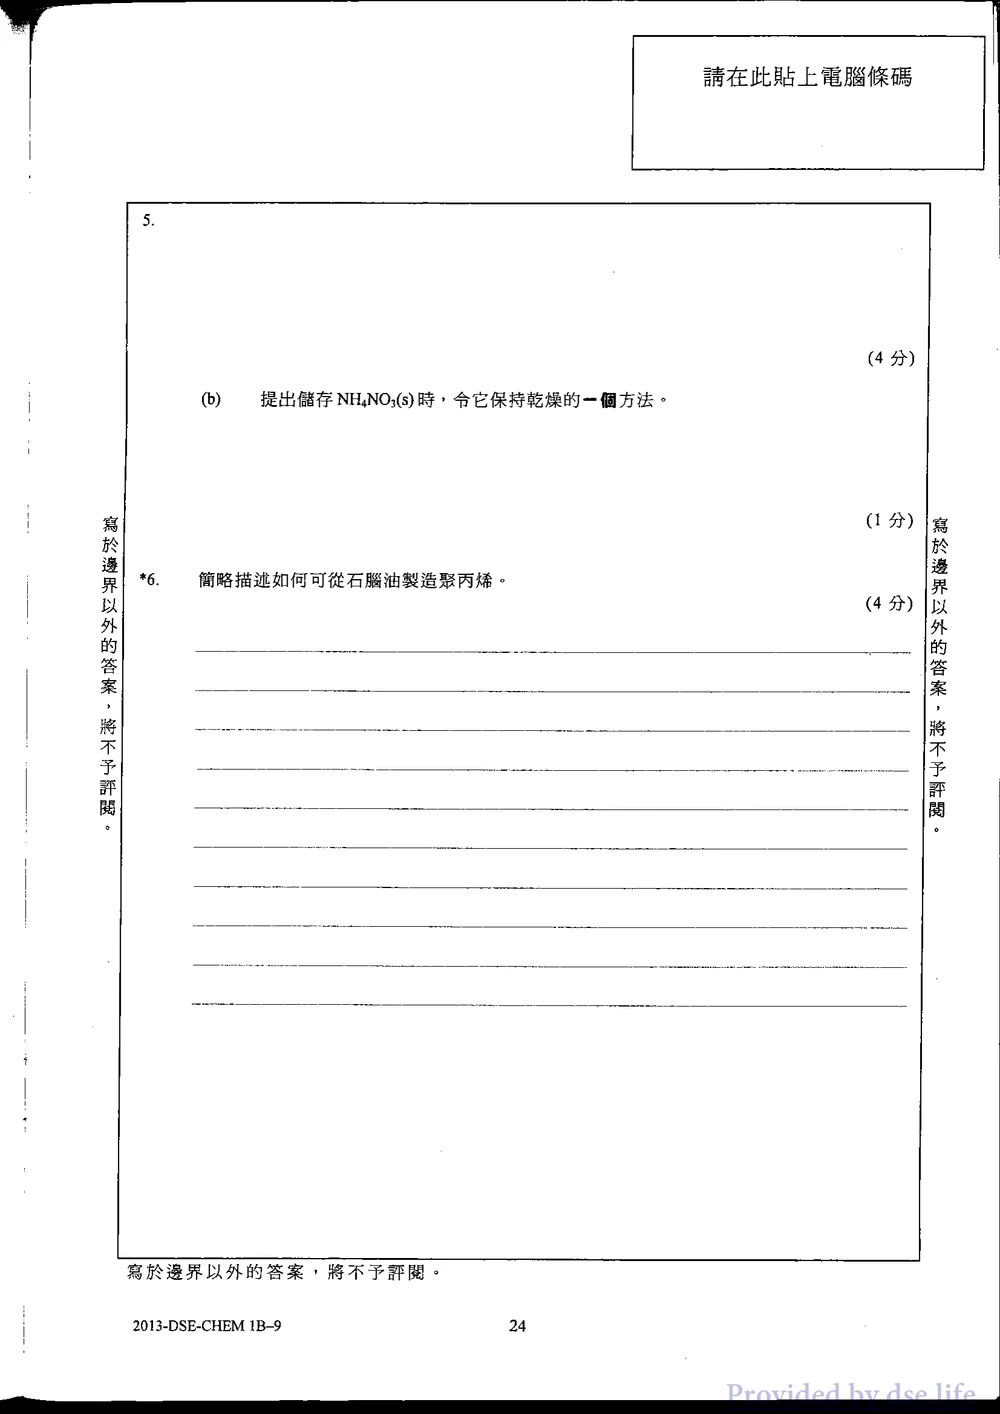 請在此貼上電腦條碼
5.
(4 分)
(b) 提出儲存 NH₄NO₃(s) 時，令它保持乾燥的一個方法。
(1 分)
*6. 簡略描述如何可從石腦油製造聚丙烯。
(4 分)
寫於邊界以外的答案，將不予評閱。
寫於邊界以外的答案，將不予評閱。
寫於邊界以外的答案，將不予評閱。
2013-DSE-CHEM 1B–9
24
Provided by dse.life